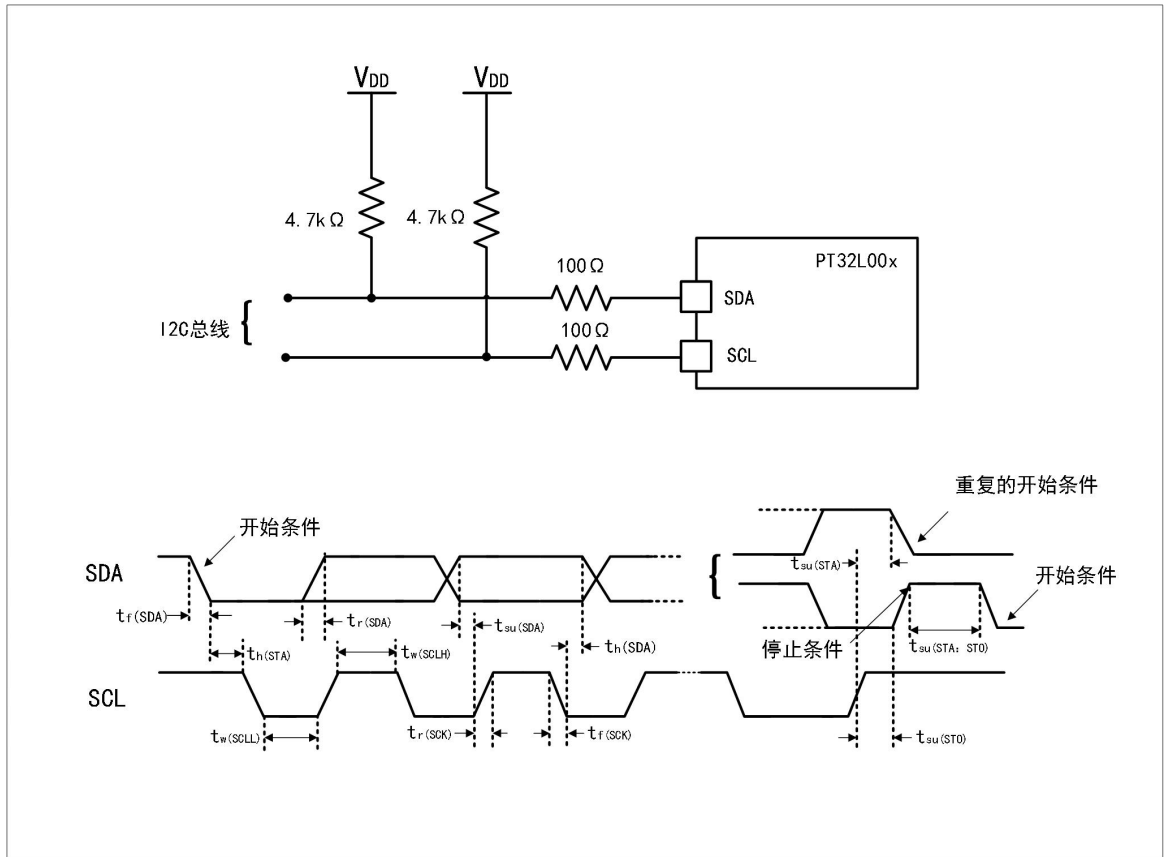 VDD VDD
4.7kΩ 4.7kΩ
100Ω
PT32L00x
SDA
I2C总线 {
100Ω
SCL
重复的开始条件
开始条件
SDA
tsu(STA)
{
开始条件
tf(SDA)
tr(SDA)
tsu(SDA)
th(STA)
tw(SCLH)
th(SDA)
停止条件
tsu(STA:STO)
SCL
tw(SCLL)
tr(SCK)
tf(SCK)
tsu(STO)